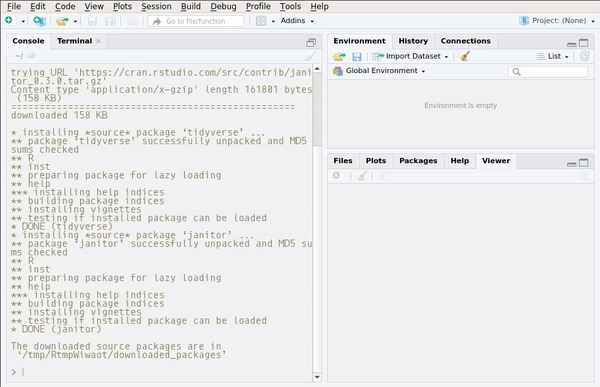 File Edit Code View Plots Session Build Debug Profile Tools Help
Go to file/function
Addins
Project: (None)
Console Terminal
~/
trying URL 'https://cran.rstudio.com/src/contrib/jani
tor_0.3.0.tar.gz'
Content type 'application/x-gzip' length 161801 bytes
(158 KB)
==================================================
downloaded 158 KB
* installing *source* package ‘tidyverse’ ...
** package ‘tidyverse’ successfully unpacked and MD5
sums checked
** R
** inst
** preparing package for lazy loading
** help
*** installing help indices
** building package indices
** installing vignettes
** testing if installed package can be loaded
* DONE (tidyverse)
* installing *source* package ‘janitor’ ...
** package ‘janitor’ successfully unpacked and MD5 su
ms checked
** R
** inst
** preparing package for lazy loading
** help
*** installing help indices
** building package indices
** installing vignettes
** testing if installed package can be loaded
* DONE (janitor)
The downloaded source packages are in
‘/tmp/RtmpWiwaot/downloaded_packages’
>
Environment History Connections
Import Dataset
List
Global Environment
Environment is empty
Files Plots Packages Help Viewer